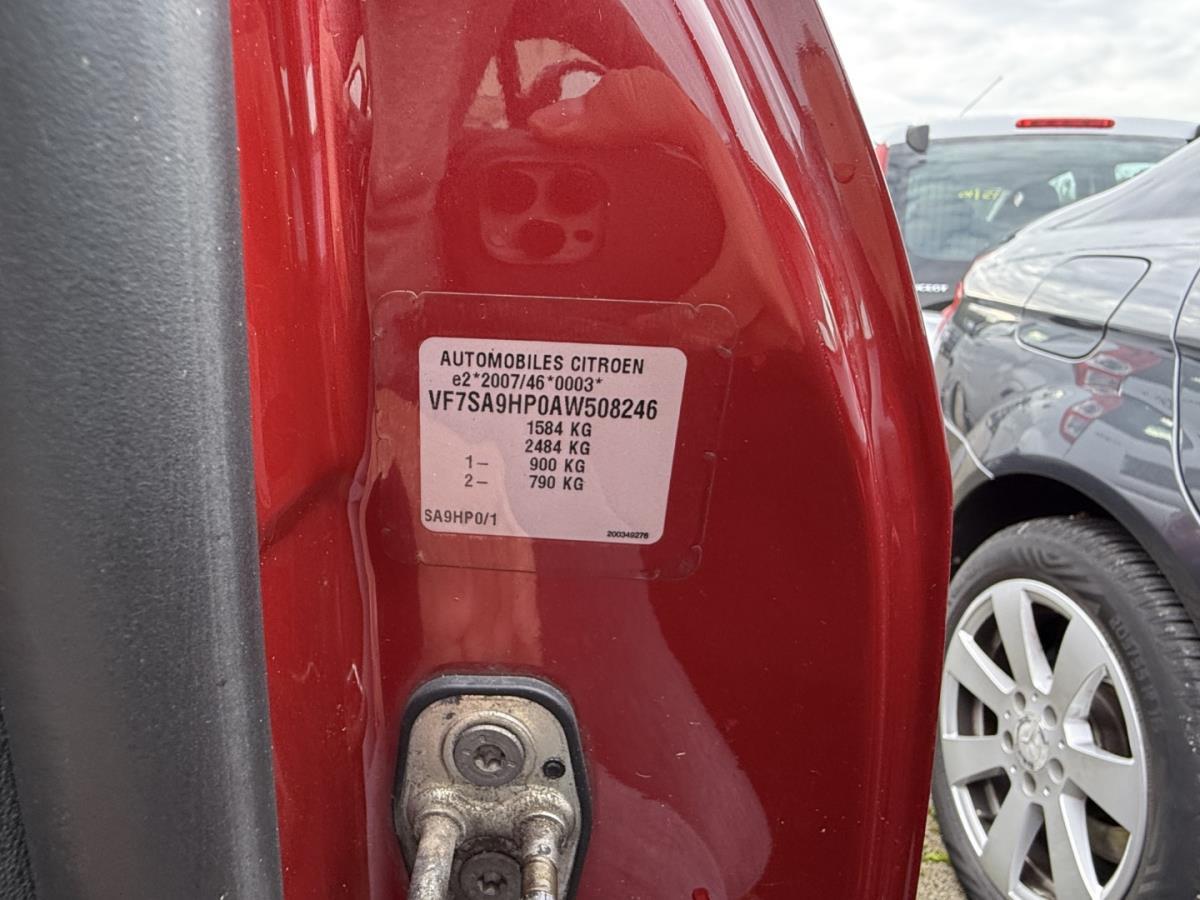 AUTOMOBILES CITROEN
e2*2007/46*0003*
VF7SA9HP0AW508246
1584 KG
2484 KG
1- 900 KG
2- 790 KG
SA9HP0/1
200349276